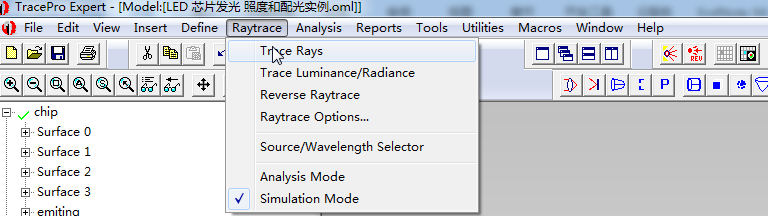 TracePro Expert - [Model:[LED 芯片发光 照度和配光实例.oml]]
File Edit View Insert Define Raytrace Analysis Reports Tools Utilities Macros Window Help
Trace Rays
Trace Luminance/Radiance
Reverse Raytrace
Raytrace Options...
Source/Wavelength Selector
Analysis Mode
Simulation Mode
REV
P
chip
Surface 0
Surface 1
Surface 2
Surface 3
emiting